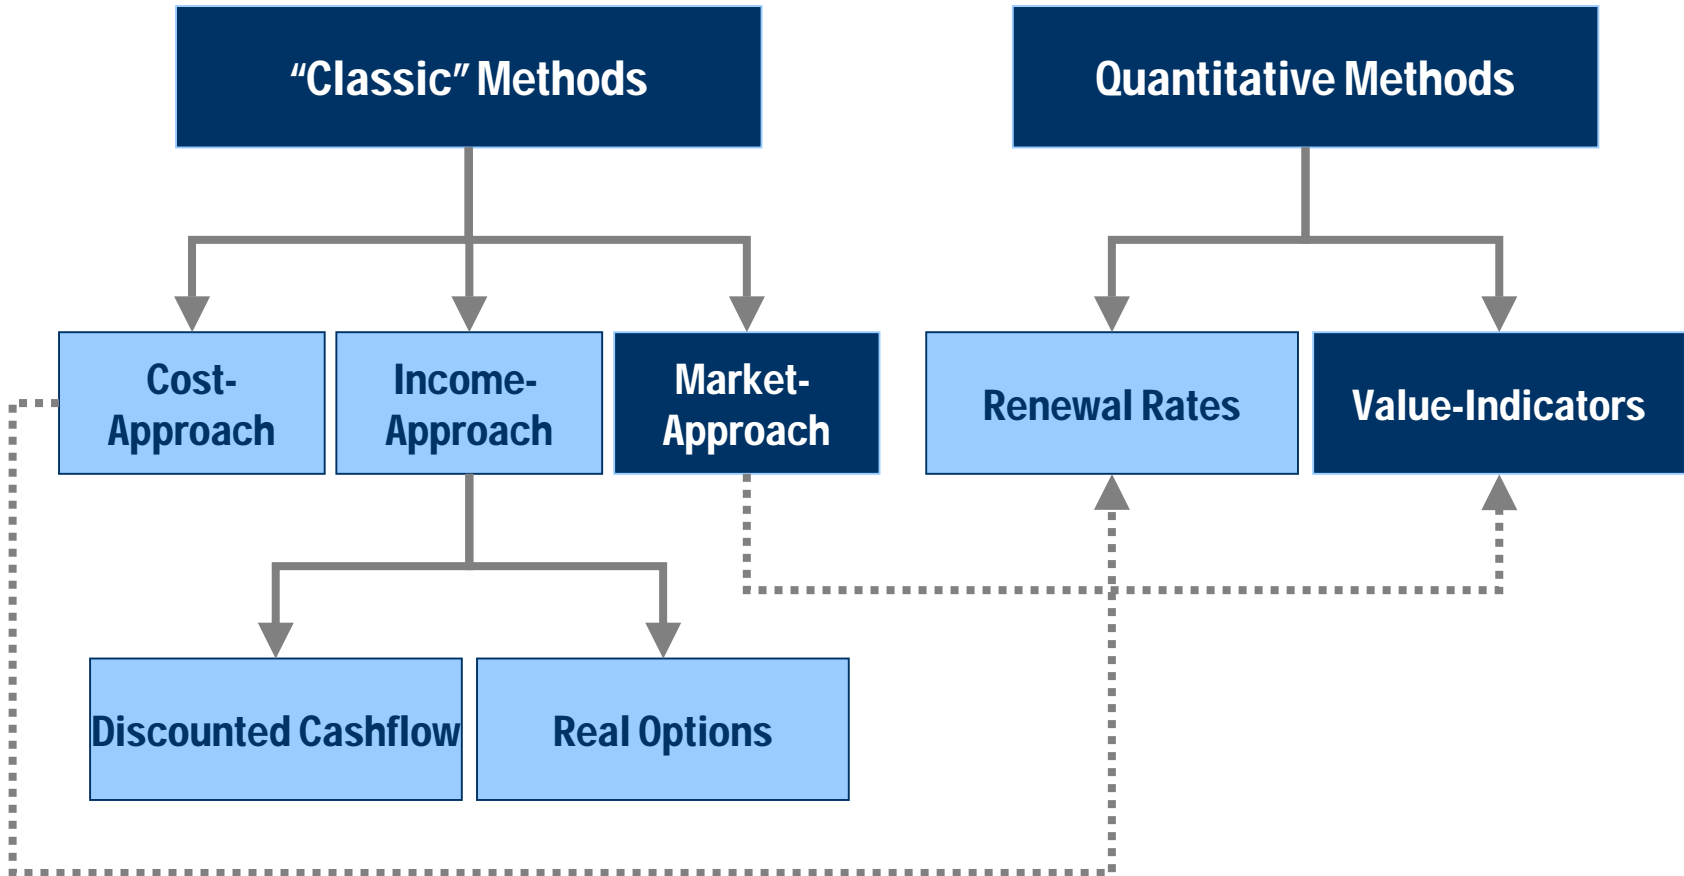 “Classic” Methods
Quantitative Methods
Cost-
Approach
Income-
Approach
Market-
Approach
Renewal Rates
Value-Indicators
Discounted Cashflow
Real Options